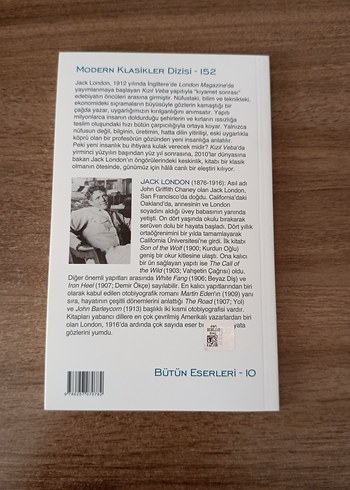 MODERN KLASİKLER DİZİSİ - 152
Jack London, 1912 yılında İngiltere'de London Magazine'de
yayımlanmaya başlayan Kızıl Veba yapıtıyla "kıyamet sonrası"
edebiyatın öncüleri arasına girmiştir. Nüfustaki, bilim ve teknikteki,
ekonomideki sıçramaların büyüsüyle gözlerin kamaştığı bir
çağda yazar, uygarlığımızın kırılganlığını anımsatır. Yapıtı
milyonlarca insanın doldurduğu şehirlerin ve kırların ıssızlığa
teslim oluşundaki hızı bütün çarpıcılığıyla ortaya koyar. Yalnızca
nüfusun değil, bilginin, üretimin, hatta dilin yitirilişi, eski uygarlıkla
köprü olan bir profesörün gözünden yeni insanlığa aktarılır.
Peki yeni insanlık bu ihtiyara kulak verecek midir? Kızıl Veba'da
yirminci yüzyılın başından yüz yıl sonrasına, 2010'lar dünyasına
bakan Jack London'ın öngörülerindeki keskinlik, kitabı bir klasik
olmanın ötesinde, günümüz için hâlâ canlı bir eleştiri kılıyor.
JACK LONDON (1876-1916): Asıl adı
John Griffith Chaney olan Jack London,
San Francisco'da doğdu. California'daki
Oakland'da, annesinin ve London
soyadını aldığı üvey babasının yanında
yetişti. On dört yaşında okulu bırakarak
serüven dolu bir hayata başladı. Dört yıllık
ortaöğrenimini bir yılda tamamlayarak
California Üniversitesi'ne girdi. İlk kitabı
Son of the Wolf (1900; Kurdun Oğlu)
geniş bir okur kitlesine ulaştı. Ona kalıcı
bir ün sağlayan yapıtı ise The Call of
the Wild (1903; Vahşetin Çağrısı) oldu.
Diğer önemli yapıtları arasında White Fang (1906; Beyaz Diş) ve
Iron Heel (1907; Demir Ökçe) sayılabilir. En kalıcı yapıtlarından biri
olarak kabul edilen otobiyografik romanı Martin Eden'ın (1909) yanı
sıra, hayatının çeşitli dönemlerini anlattığı The Road (1907; Yol)
ve John Barleycorn (1913) başlıklı iki kısmi otobiyografisi vardır.
Kitapları yabancı dillere en çok çevrilmiş Amerikalı yazarlardan biri
olan London, 1916'da ardında çok sayıda eser bı yata
gözlerini yumdu.
BÜTÜN ESERLERİ - 10